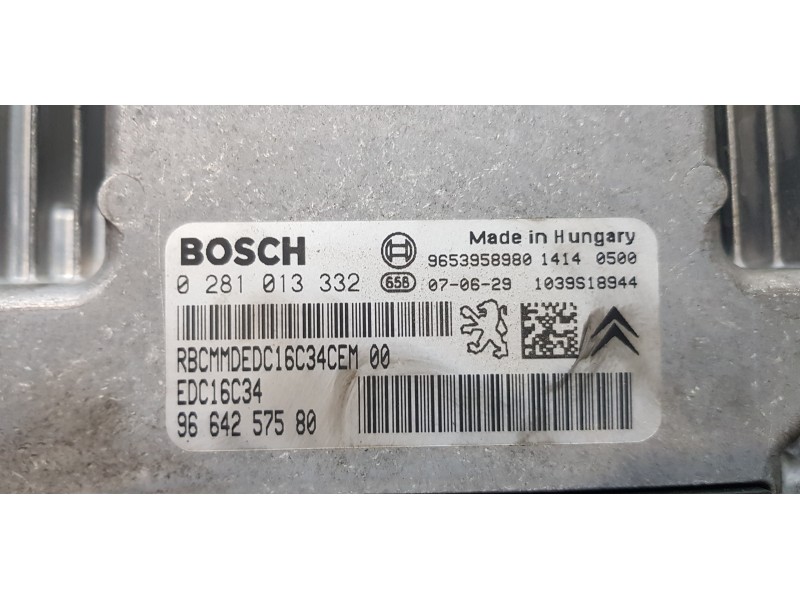 BOSCH
Made in Hungary
9653958980 1414 0500
0 281 013 332 658 07-06-29 1039S18944
RBCMMDEDC16C34CEM 00
EDC16C34
96 642 575 80